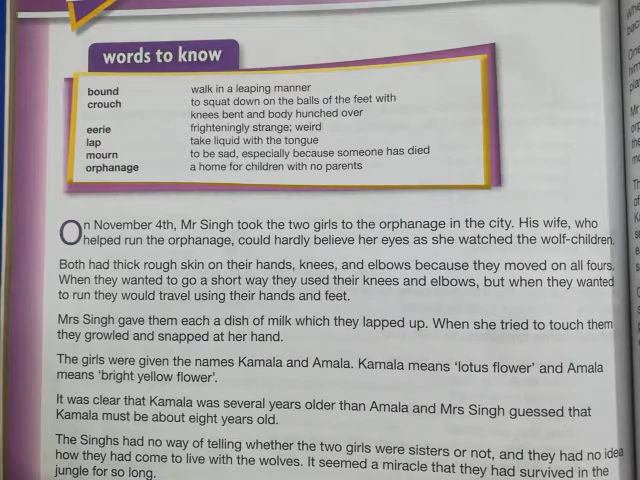 words to know
bound walk in a leaping manner
crouch to squat down on the balls of the feet with
knees bent and body hunched over
eerie frighteningly strange; weird
lap take liquid with the tongue
mourn to be sad, especially because someone has died
orphanage a home for children with no parents
On November 4th, Mr Singh took the two girls to the orphanage in the city. His wife, who
helped run the orphanage, could hardly believe her eyes as she watched the wolf-children.
Both had thick rough skin on their hands, knees, and elbows because they moved on all fours.
When they wanted to go a short way they used their knees and elbows, but when they wanted
to run they would travel using their hands and feet.
Mrs Singh gave them each a dish of milk which they lapped up. When she tried to touch them
they growled and snapped at her hand.
The girls were given the names Kamala and Amala. Kamala means ‘lotus flower’ and Amala
means ‘bright yellow flower’.
It was clear that Kamala was several years older than Amala and Mrs Singh guessed that
Kamala must be about eight years old.
The Singhs had no way of telling whether the two girls were sisters or not, and they had no idea
how they had come to live with the wolves. It seemed a miracle that they had survived in the
jungle for so long.